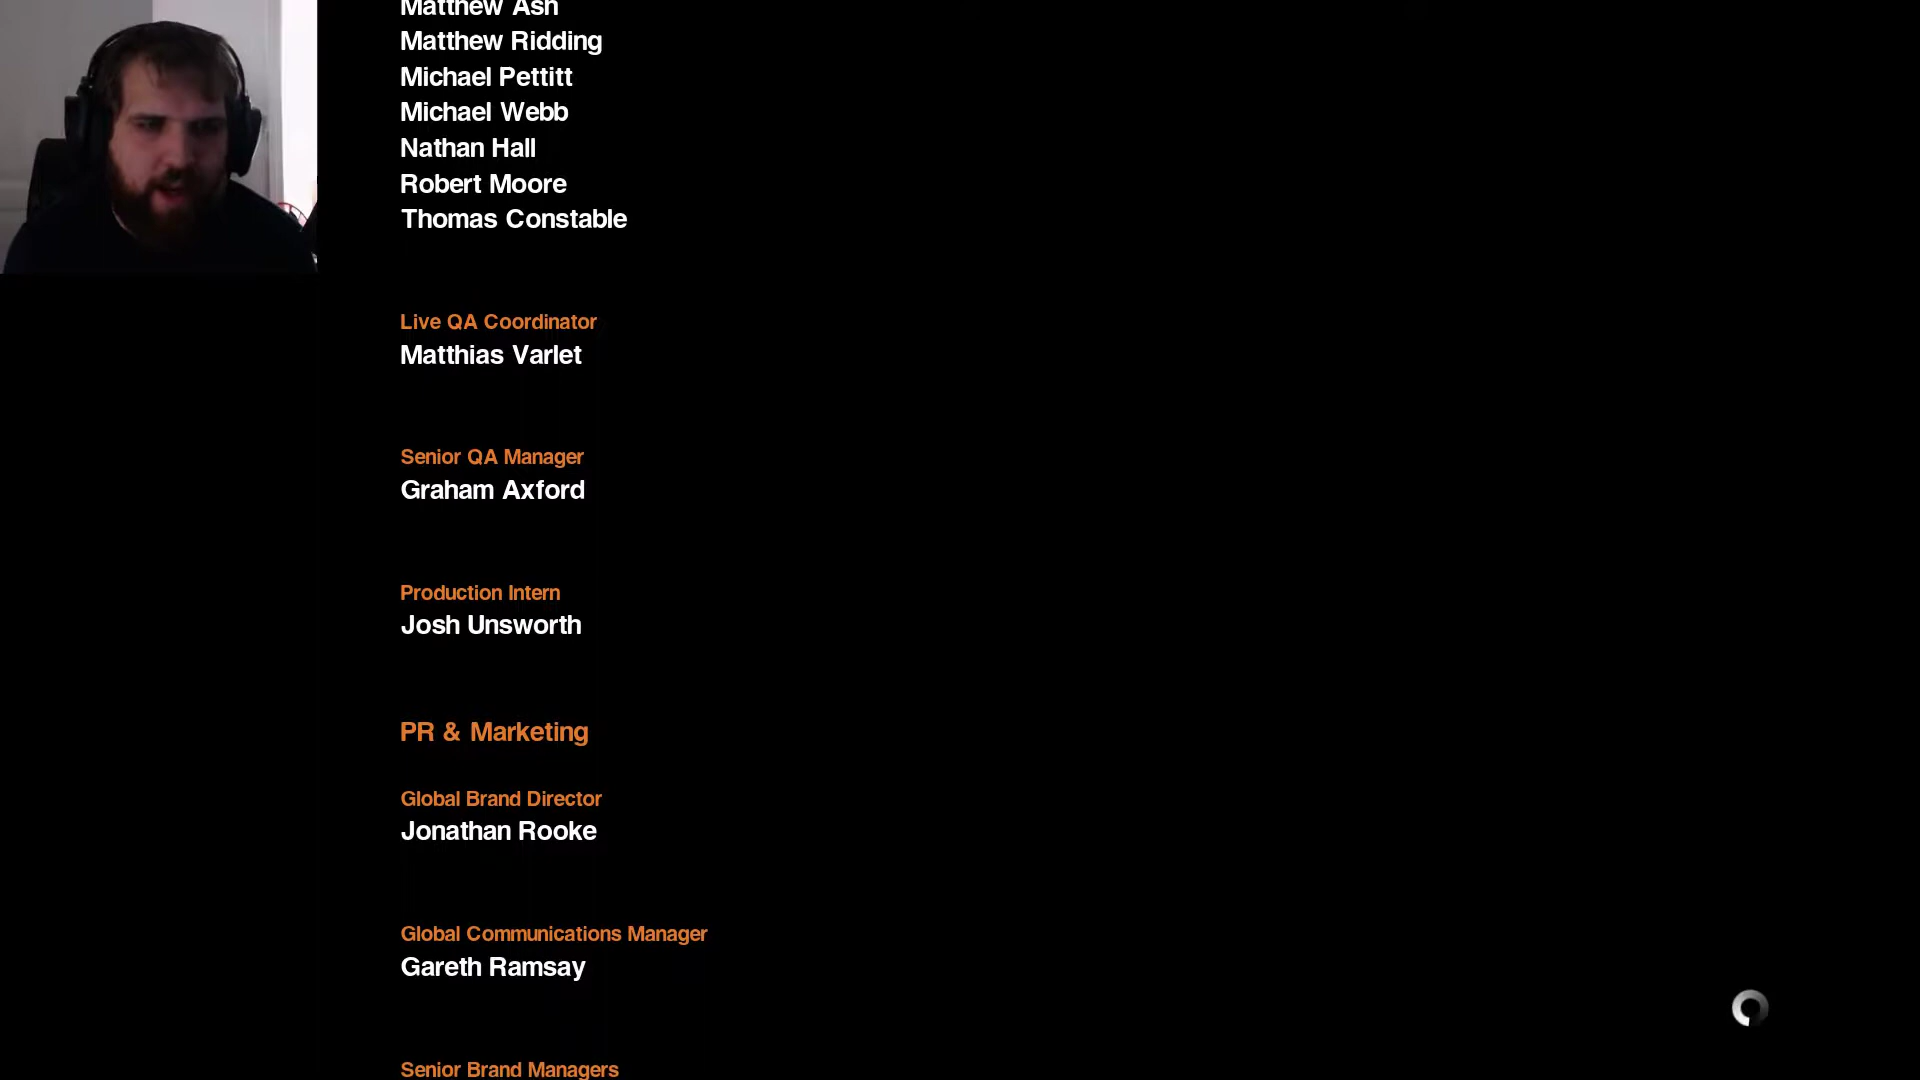 Matthew Ash
Matthew Ridding
Michael Pettitt
Michael Webb
Nathan Hall
Robert Moore
Thomas Constable
Live QA Coordinator
Matthias Varlet
Senior QA Manager
Graham Axford
Production Intern
Josh Unsworth
PR & Marketing
Global Brand Director
Jonathan Rooke
Global Communications Manager
Gareth Ramsay
Senior Brand Managers